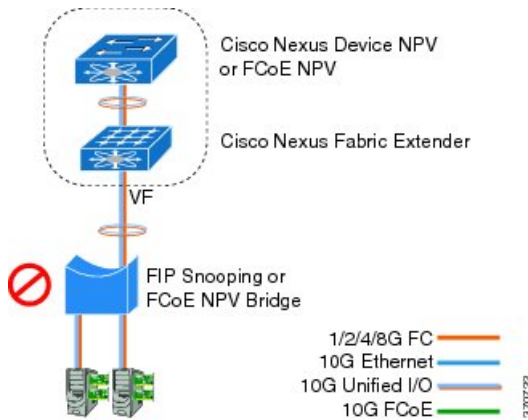 Cisco Nexus Device NPV
or FCoE NPV
Cisco Nexus Fabric Extender
VF
FIP Snooping or
FCoE NPV Bridge
1/2/4/8G FC
10G Ethernet
10G Unified I/O
10G FCoE